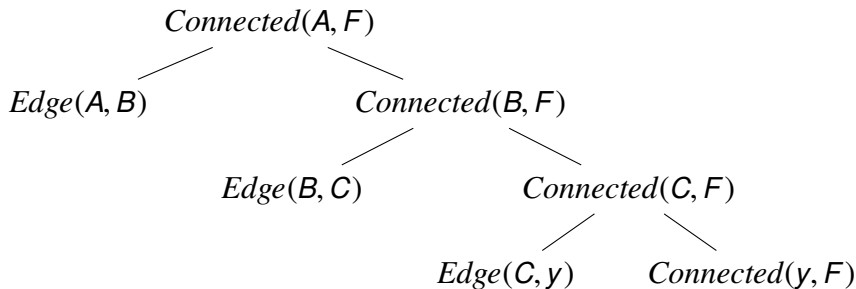 Connected(A, F)
Edge(A, B) Connected(B, F)
Edge(B, C) Connected(C, F)
Edge(C, y) Connected(y, F)